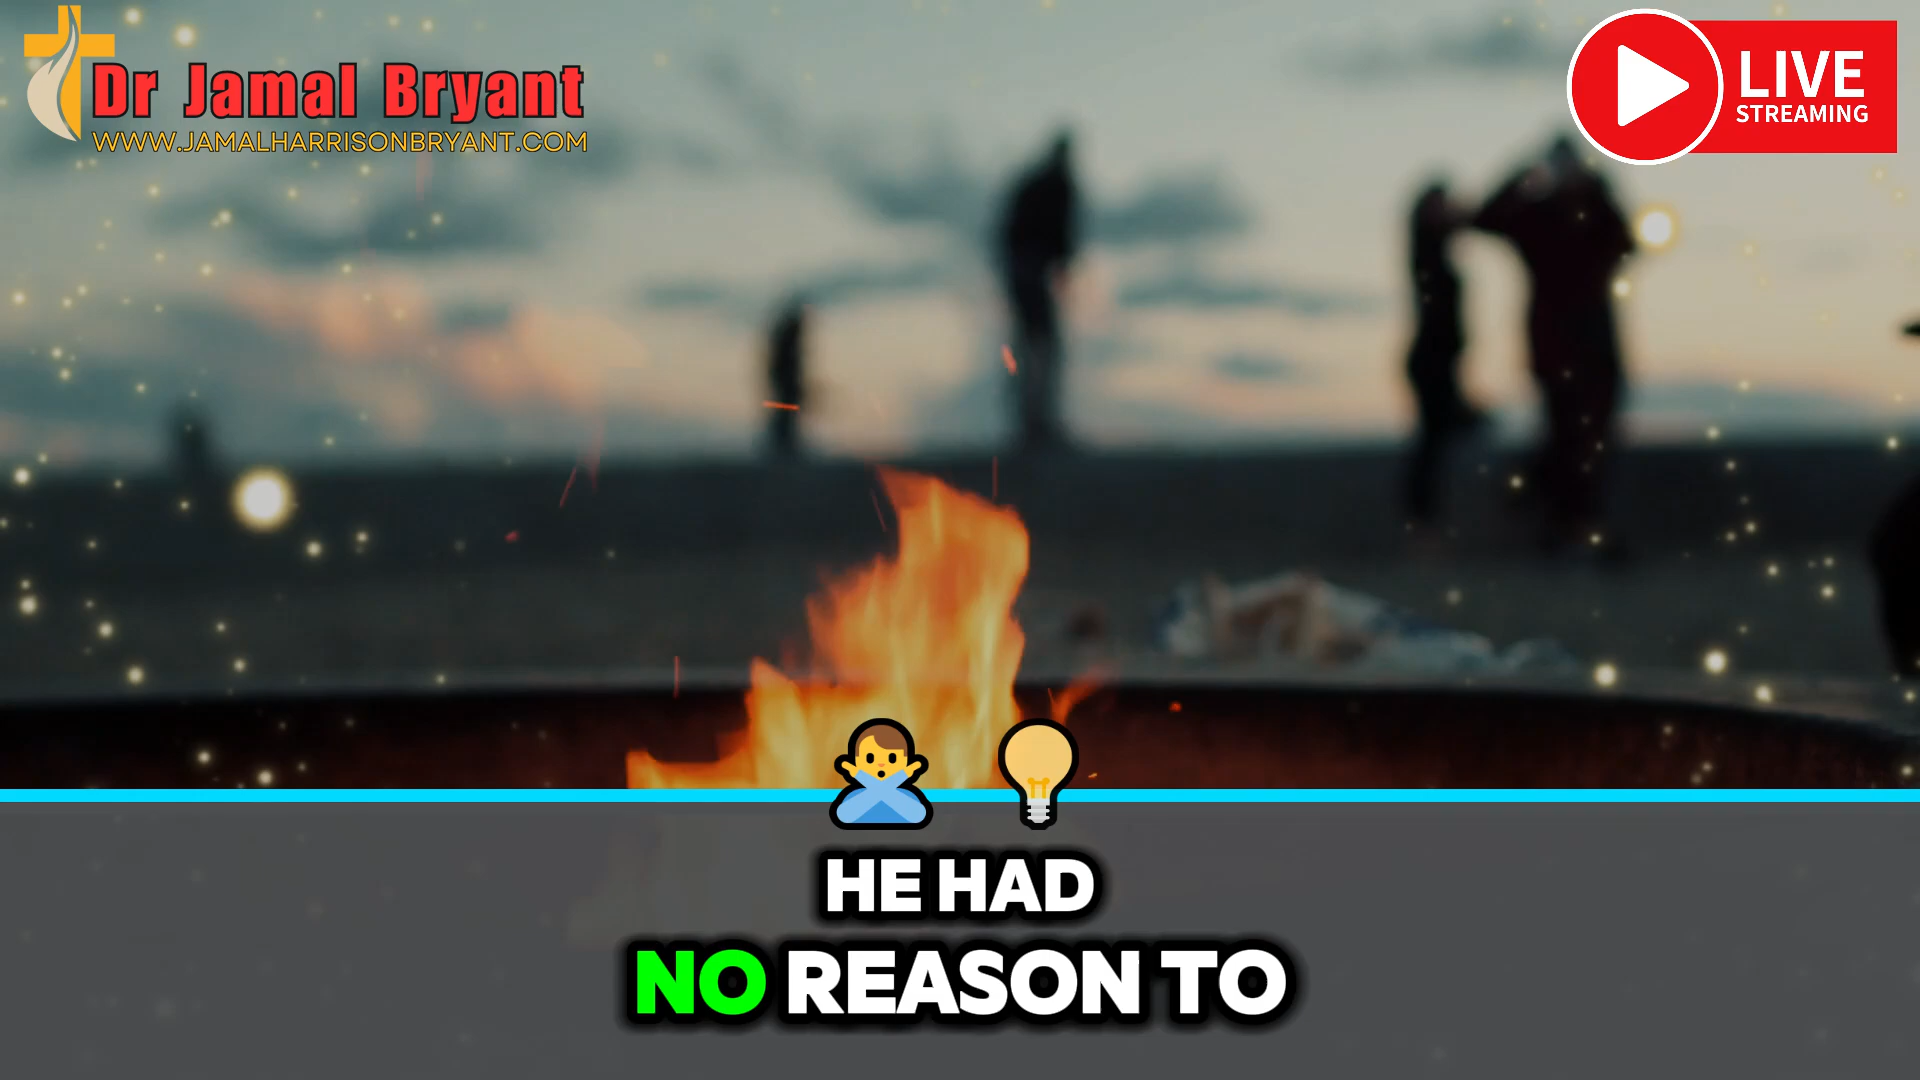 Dr Jamal Bryant
WWW.JAMALHARRISONBRYANT.COM
LIVE
STREAMING
HE HAD
NO REASON TO